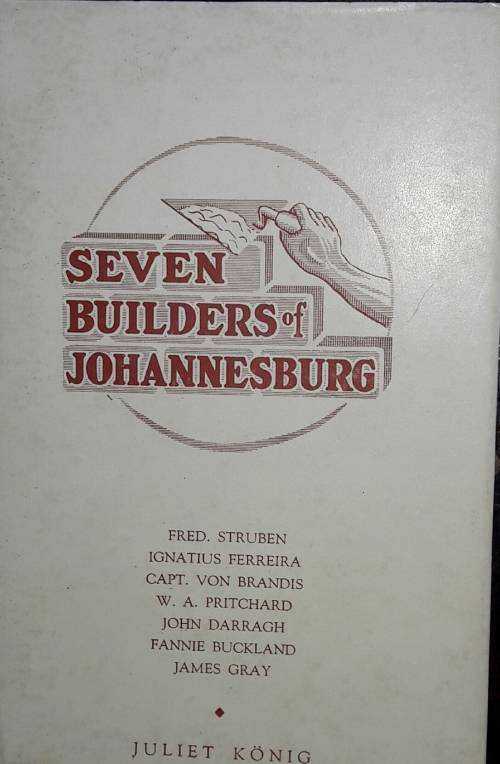 SEVEN
BUILDERS of
JOHANNESBURG
FRED. STRUBEN
IGNATIUS FERREIRA
CAPT. VON BRANDIS
W. A. PRITCHARD
JOHN DARRAGH
FANNIE BUCKLAND
JAMES GRAY
JULIET KÖNIG